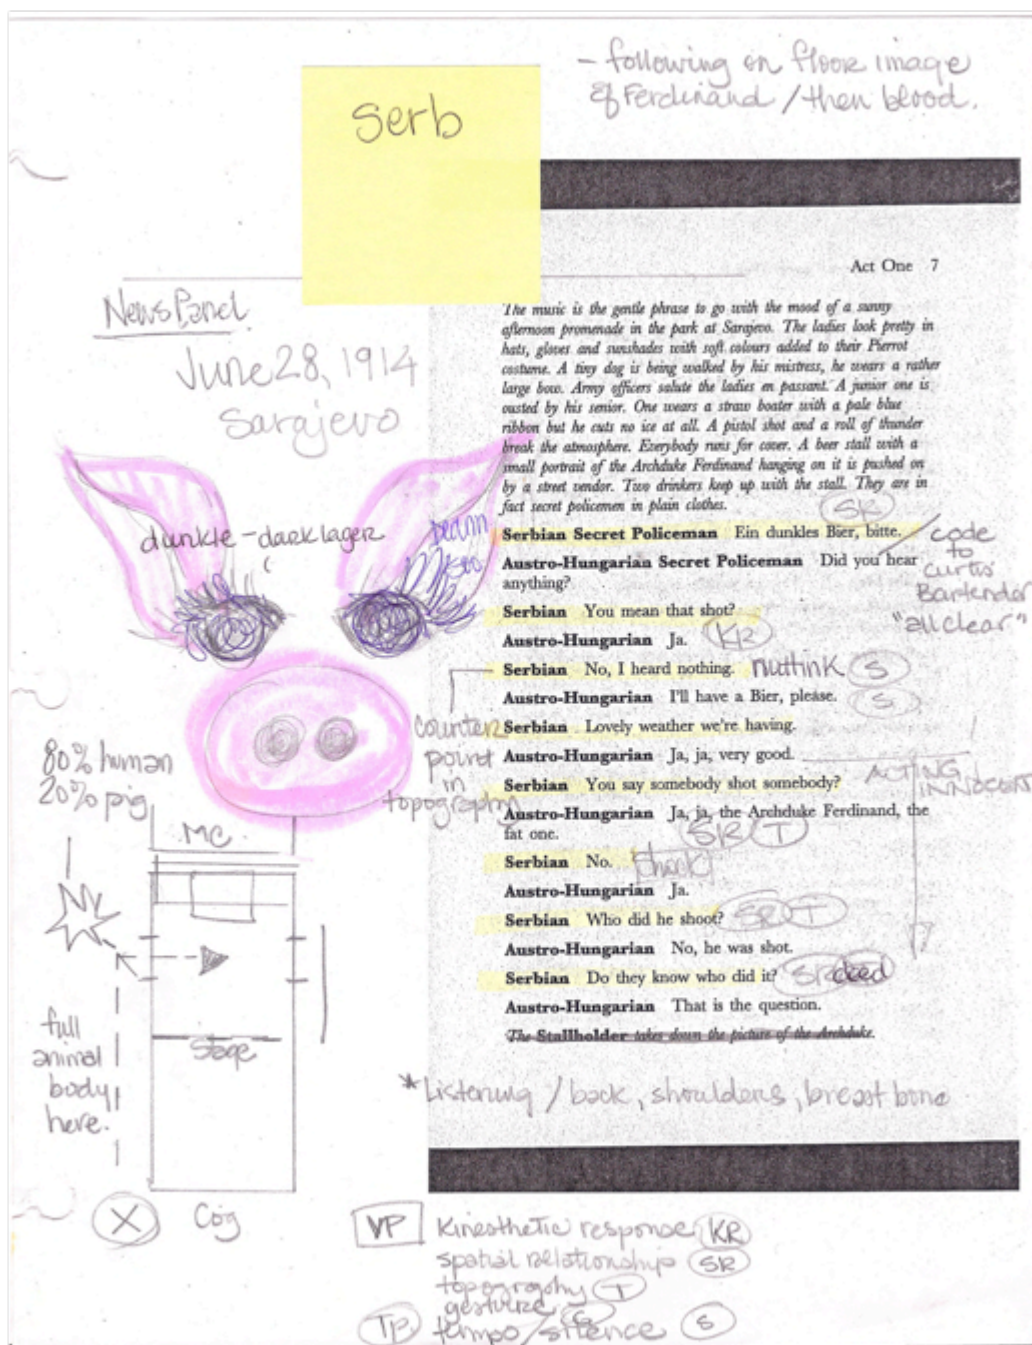 - following on floor image
of Ferdinand / then blood.
Serb
Act One 7
News Panel
June 28, 1914
Sarajevo
The music is the gentle phrase to go with the mood of a sunny
afternoon promenade in the park at Sarajevo. The ladies look pretty in
hats, gloves and sunshades with soft colours added to their Pierrot
costume. A tiny dog is being walked by his mistress, he wears a rather
large bow. Army officers salute the ladies en passant. A junior one is
ousted by his senior. One wears a straw boater with a pale blue
ribbon but he cuts no ice at all. A pistol shot and a roll of thunder
break the atmosphere. Everybody runs for cover. A beer stall with a
small portrait of the Archduke Ferdinand hanging on it is pushed on
by a street vendor. Two drinkers keep up with the stall. They are in
fact secret policemen in plain clothes.
SR
dunkle - dark lager
Serbian Secret Policeman Ein dunkles Bier, bitte.
code
to
Curtis
Bartender
"all clear"
Austro-Hungarian Secret Policeman Did you hear
anything?
Serbian You mean that shot?
Austro-Hungarian Ja. KR
Serbian No, I heard nothing. nuttink S
Austro-Hungarian I'll have a Bier, please. S
counter
point
in
topography
Serbian Lovely weather we're having.
Austro-Hungarian Ja, ja, very good.
ACTING
INNOCENT
Serbian You say somebody shot somebody?
Austro-Hungarian Ja, ja, the Archduke Ferdinand, the
fat one. SR T
Serbian No. shock
Austro-Hungarian Ja.
Serbian Who did he shoot? SR T
Austro-Hungarian No, he was shot.
Serbian Do they know who did it? SR
Austro-Hungarian That is the question.
The Stallholder takes down the picture of the Archduke.
80% human
20% pig
MC
Stage
full
animal
body
here.
X Cog
* Listening / back, shoulders, breast bone
VP Kinesthetic response KR
spatial relationship SR
topography T
gesture G
TP tempo / silence S